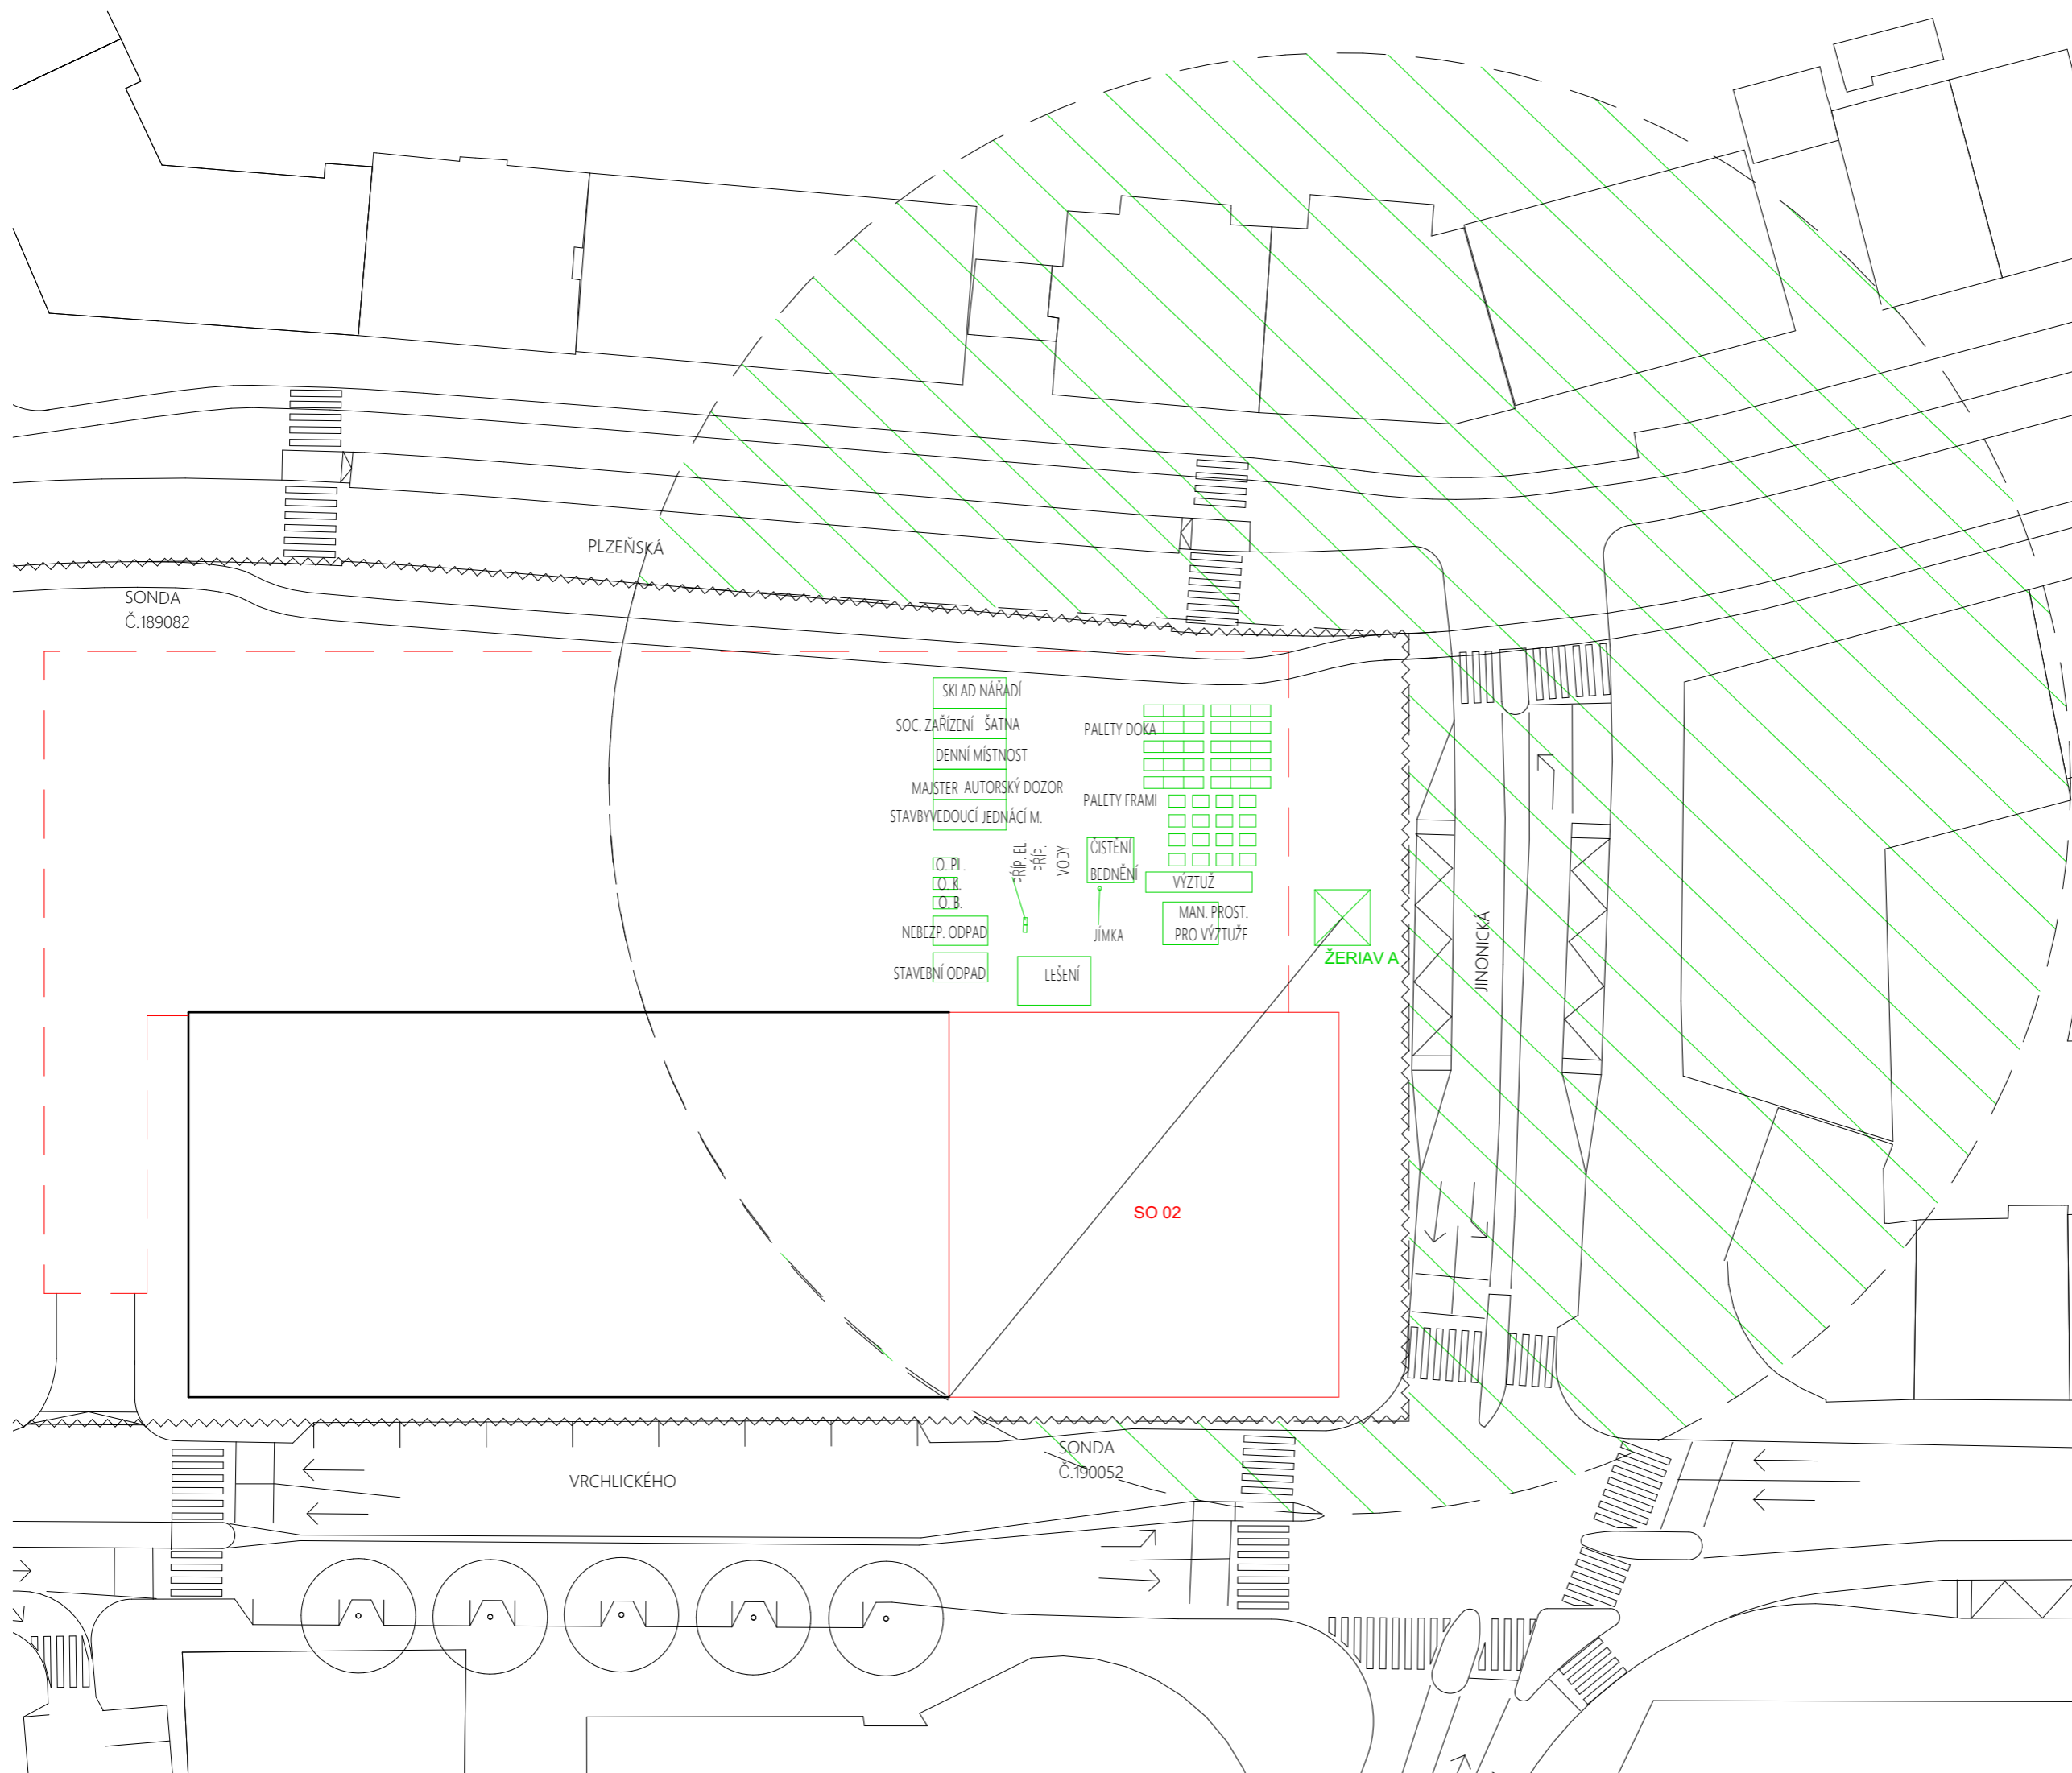 PLZEŇSKÁ
SONDA
Č.189082
SKLAD NÁŘADÍ
SOC. ZAŘÍZENÍ ŠATNA
DENNÍ MÍSTNOST
MAJSTER AUTORSKÝ DOZOR
STAVBYVEDOUCÍ JEDNÁCÍ M.
PALETY DOKA
PALETY FRAMI
O. PL.
O. K.
O. B.
NEBEZP. ODPAD
STAVEBNÍ ODPAD
PŘÍP. EL.
PŘÍP.
VODY
ČISTĚNÍ
BEDNĚNÍ
JÍMKA
LEŠENÍ
VÝZTUŽ
MAN. PROST.
PRO VÝZTUŽE
ŽERIAV A
JINONICKÁ
SO 02
SONDA
Č.190052
VRCHLICKÉHO